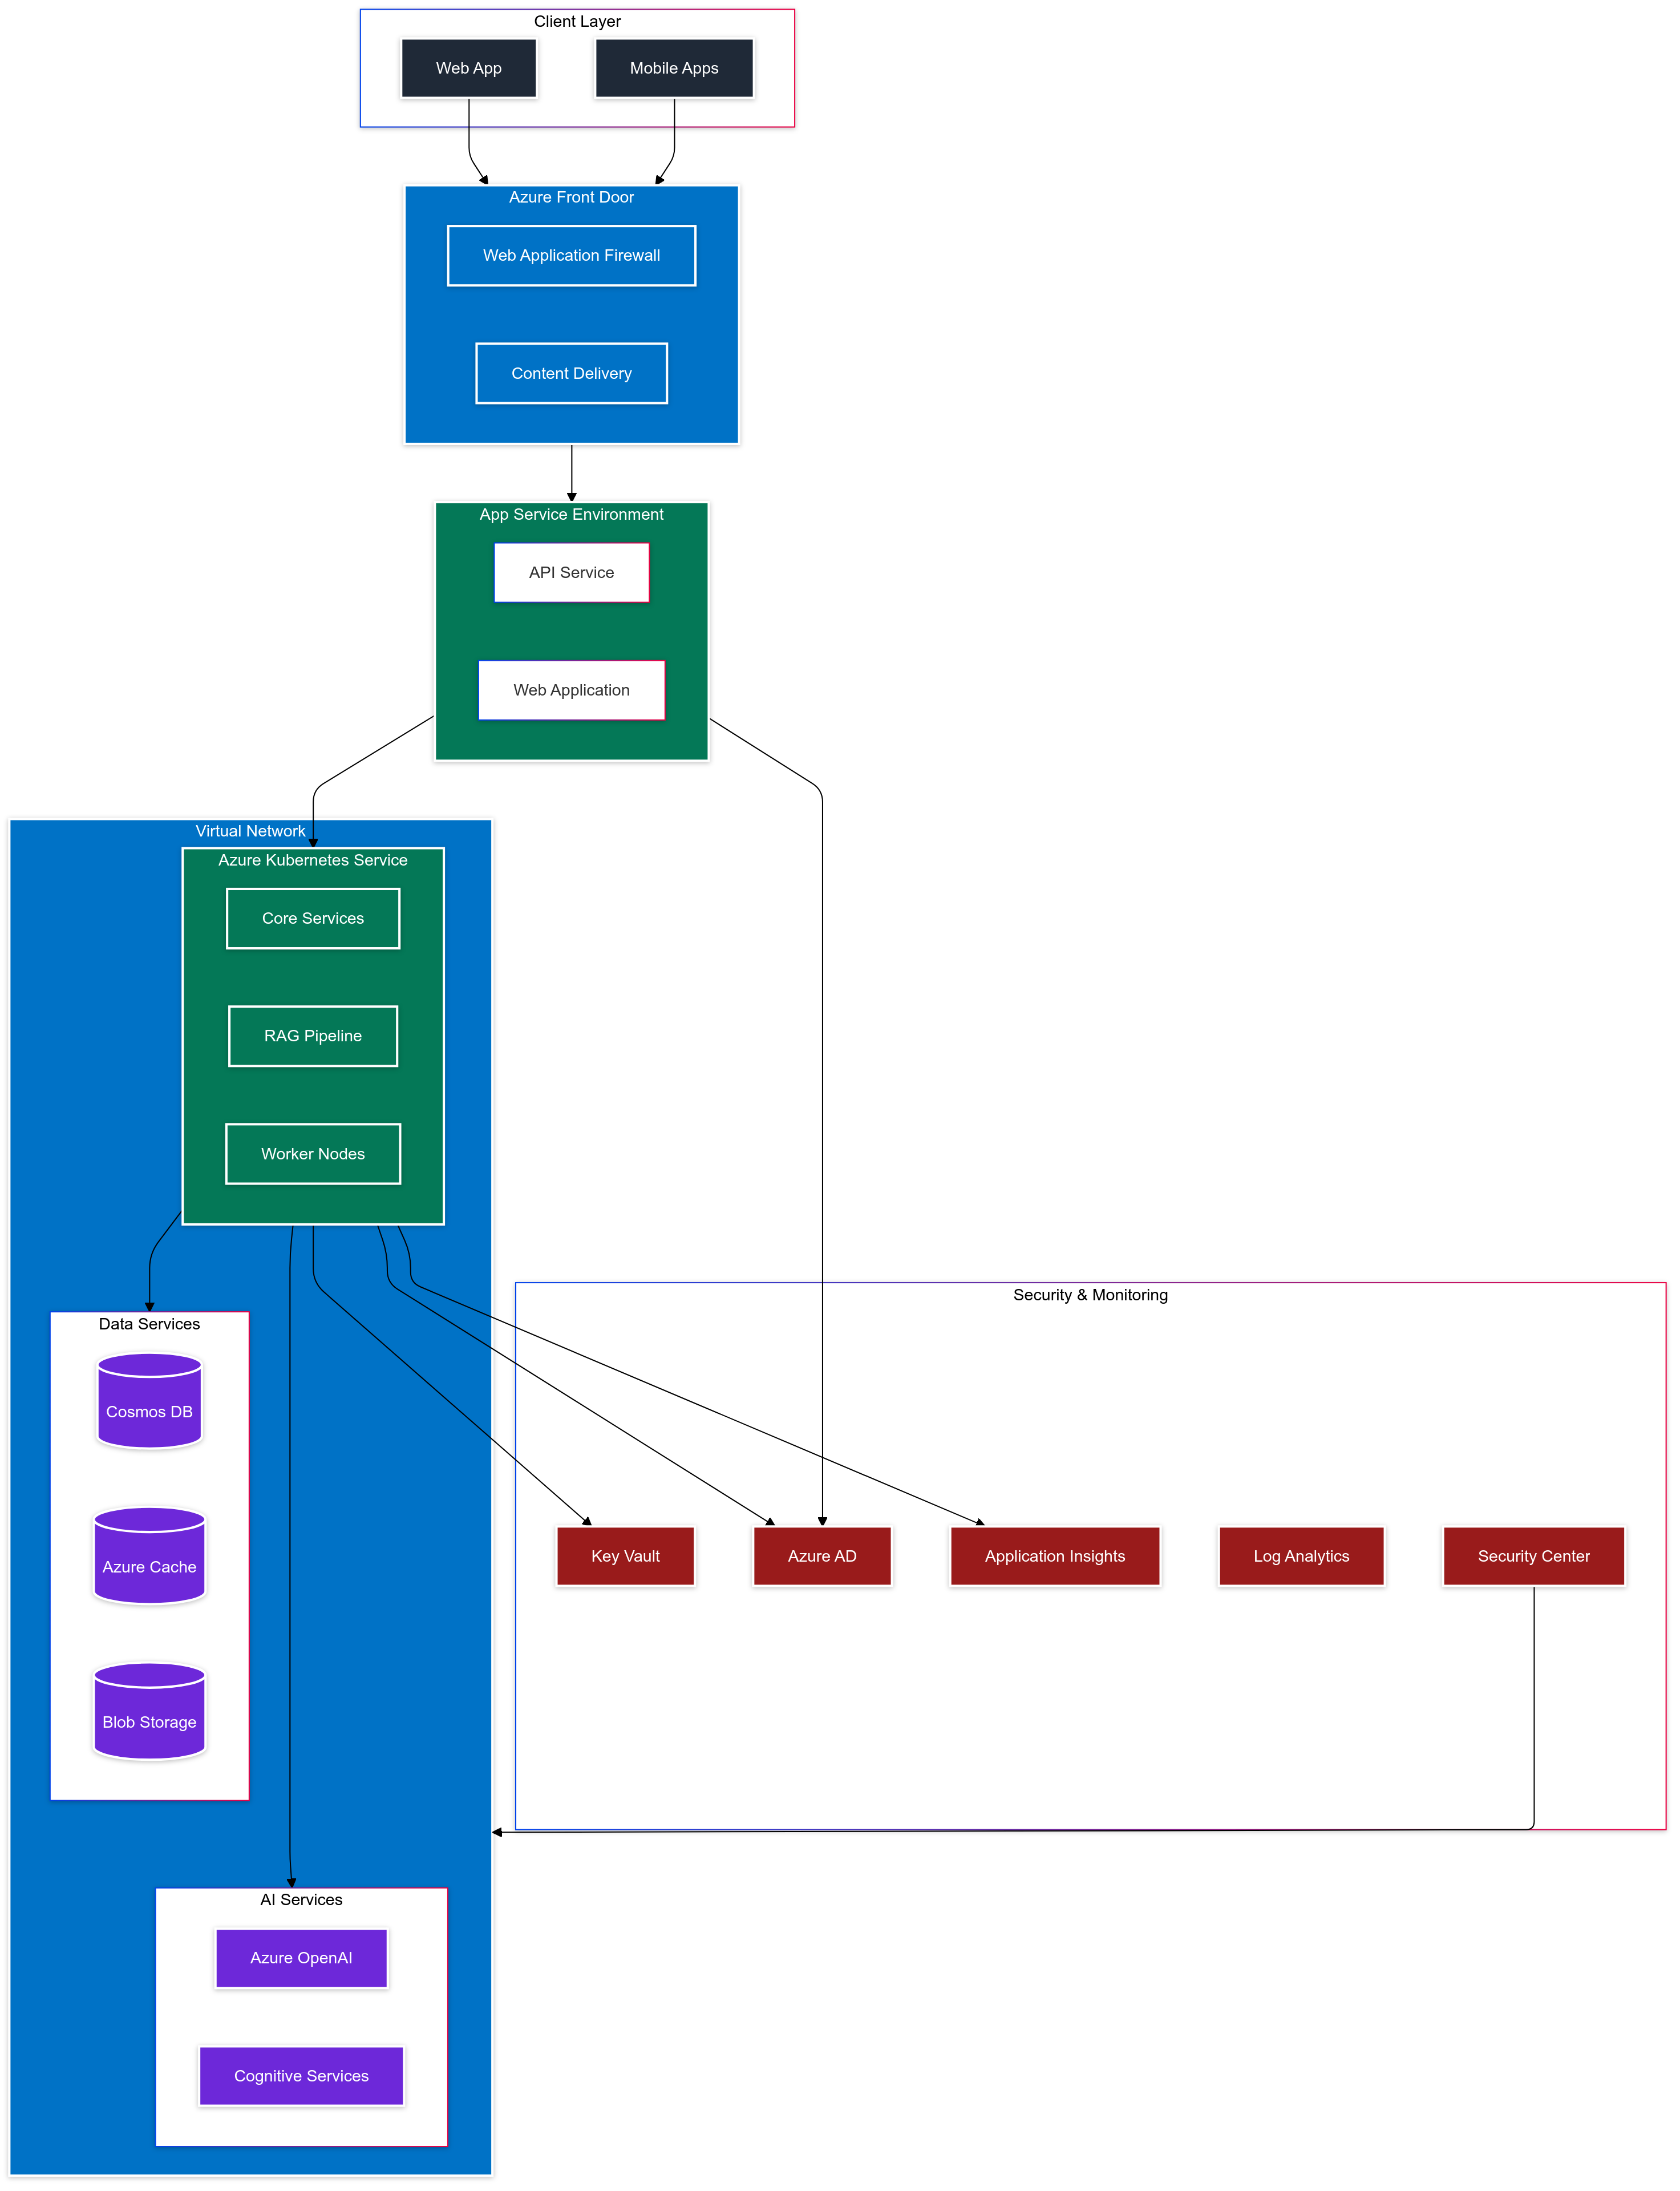 Client Layer
Web App
Mobile Apps
Azure Front Door
Web Application Firewall
Content Delivery
App Service Environment
API Service
Web Application
Virtual Network
Azure Kubernetes Service
Core Services
RAG Pipeline
Worker Nodes
Data Services
Cosmos DB
Azure Cache
Blob Storage
AI Services
Azure OpenAI
Cognitive Services
Security & Monitoring
Key Vault
Azure AD
Application Insights
Log Analytics
Security Center